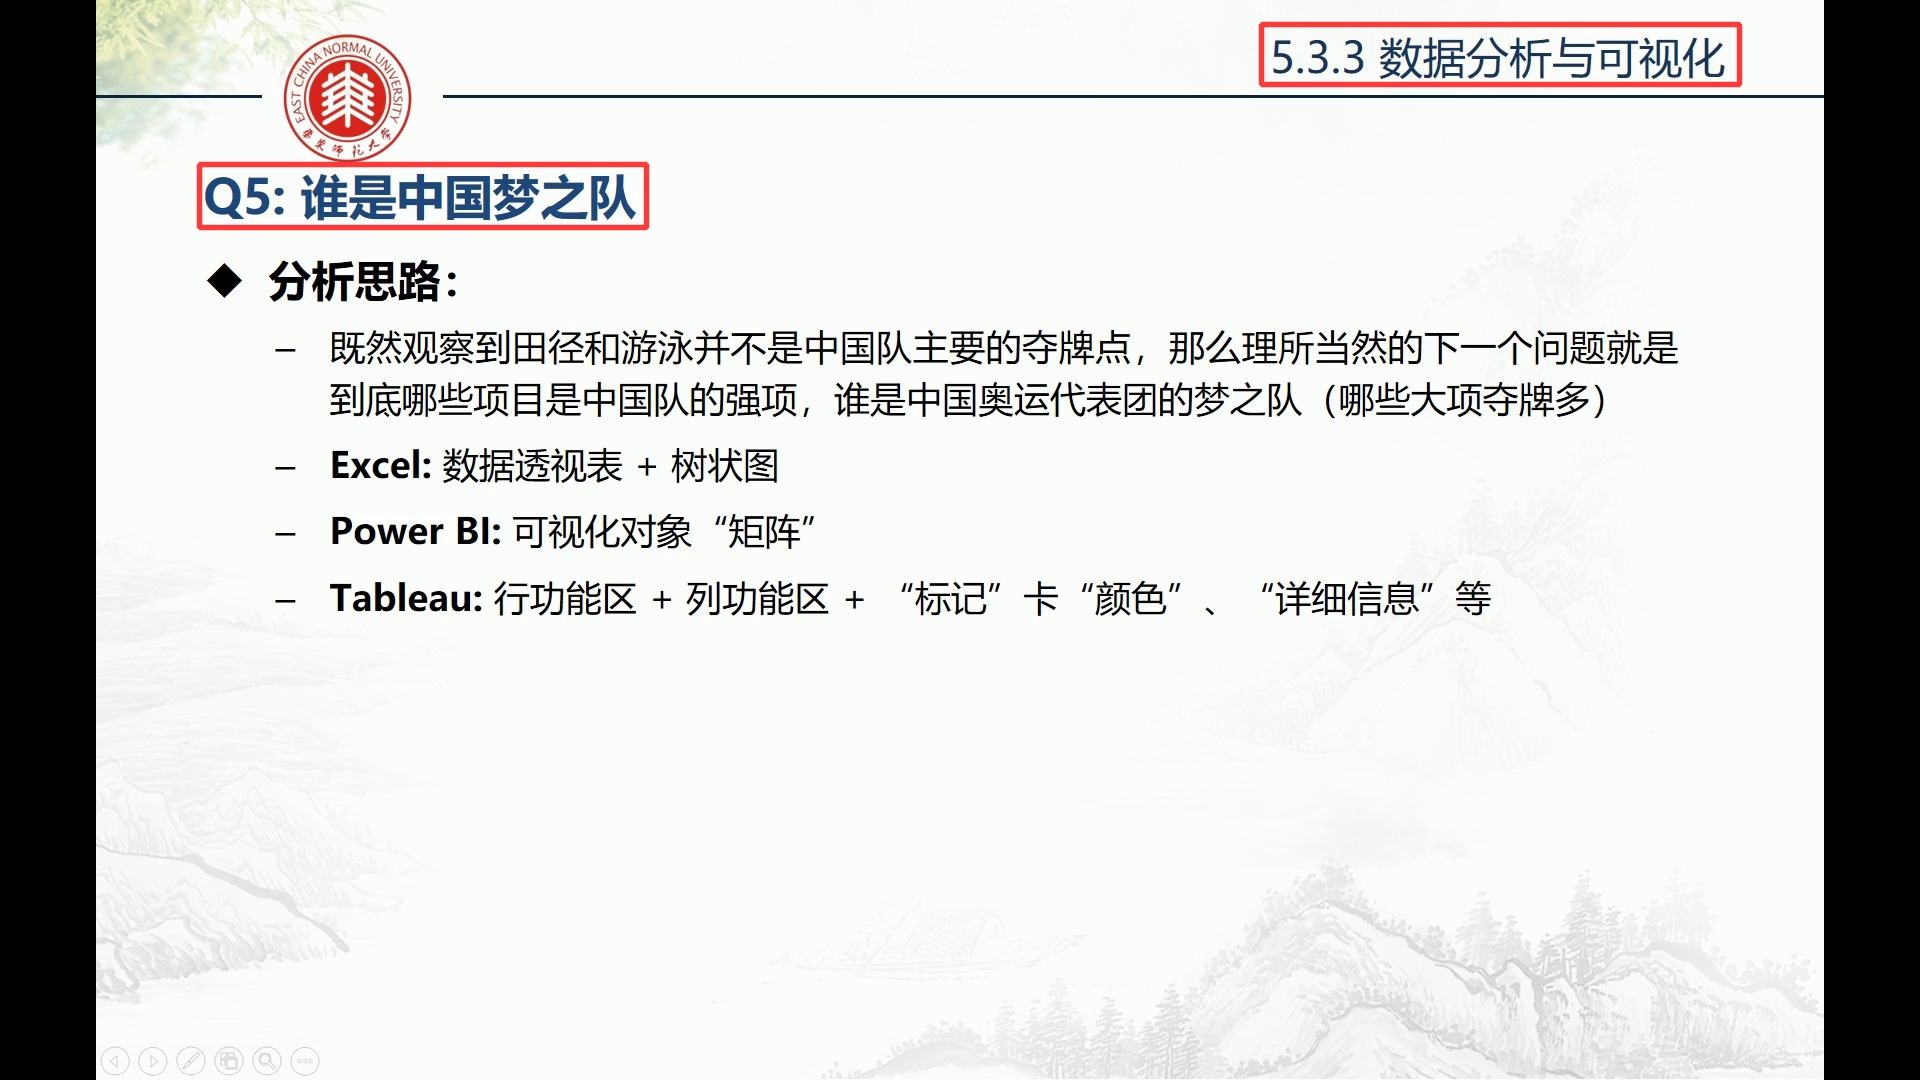 5.3.3 数据分析与可视化
EAST CHINA NORMAL UNIVERSITY
华东师范大学
Q5: 谁是中国梦之队
◆ 分析思路：
– 既然观察到田径和游泳并不是中国队主要的夺牌点，那么理所当然的下一个问题就是
到底哪些项目是中国队的强项，谁是中国奥运代表团的梦之队（哪些大项夺牌多）
– Excel: 数据透视表 + 树状图
– Power BI: 可视化对象“矩阵”
– Tableau: 行功能区 + 列功能区 + “标记”卡“颜色”、“详细信息”等